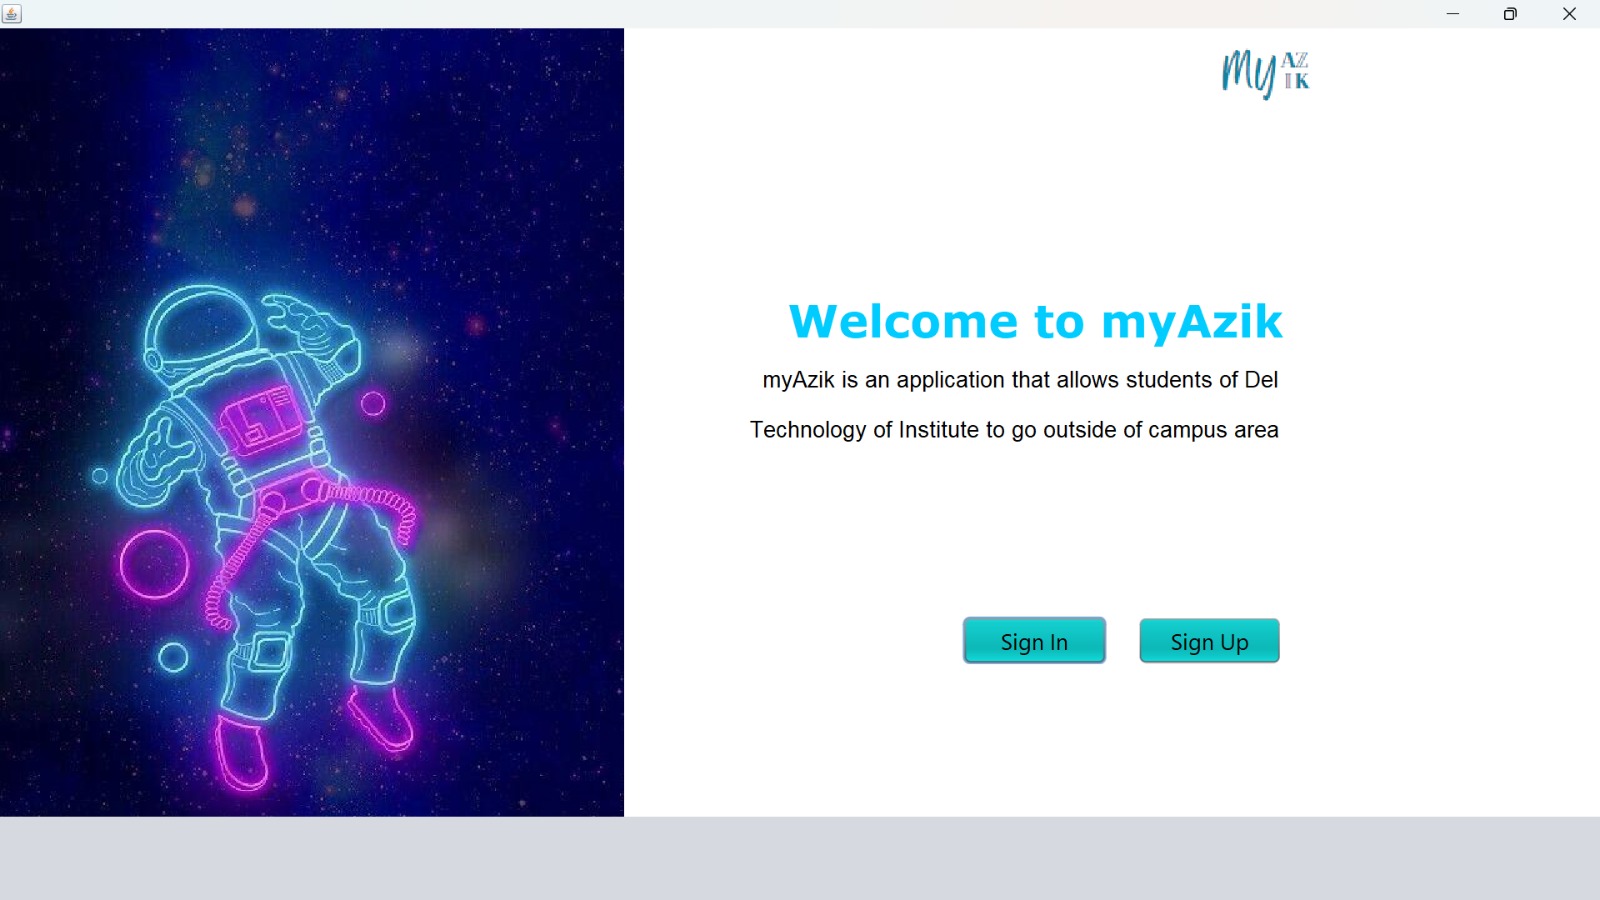 My AZ
IK
Welcome to myAzik
myAzik is an application that allows students of Del
Technology of Institute to go outside of campus area
Sign In
Sign Up